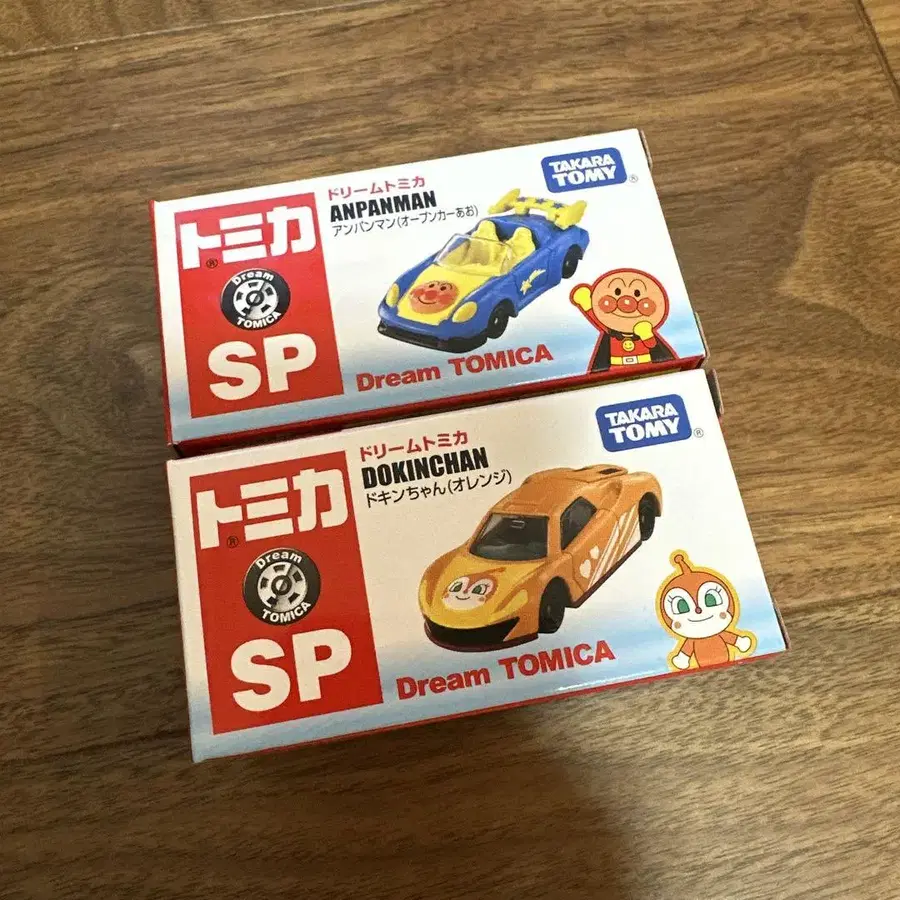 トミカ
®
Dream
TOMICA
SP
ドリームトミカ
ANPANMAN
アンパンマン(オープンカーあお)
TAKARA
TOMY
®
Dream TOMICA
トミカ
®
Dream
TOMICA
SP
ドリームトミカ
DOKINCHAN
ドキンちゃん(オレンジ)
TAKARA
TOMY
®
Dream TOMICA